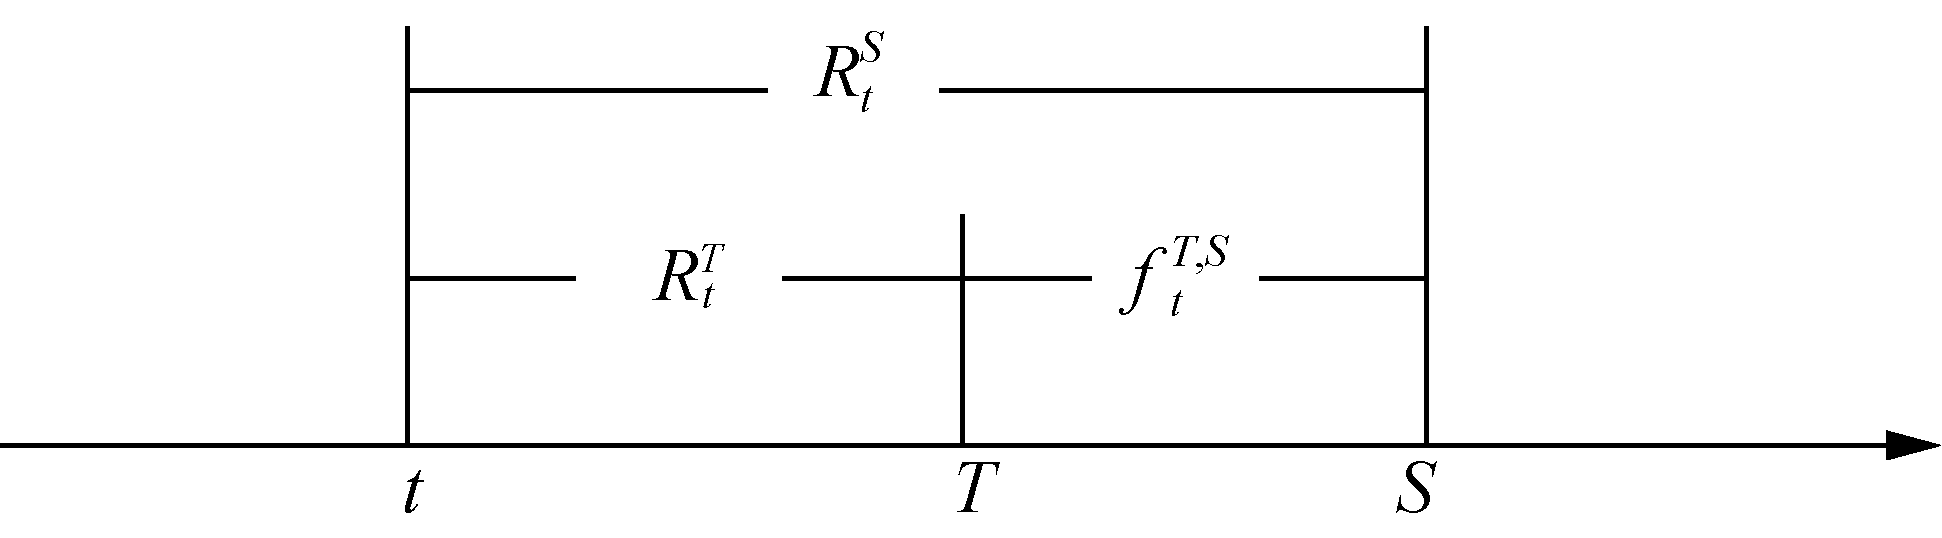 R_t^S
R_t^T f_t^{T,S}
t T S